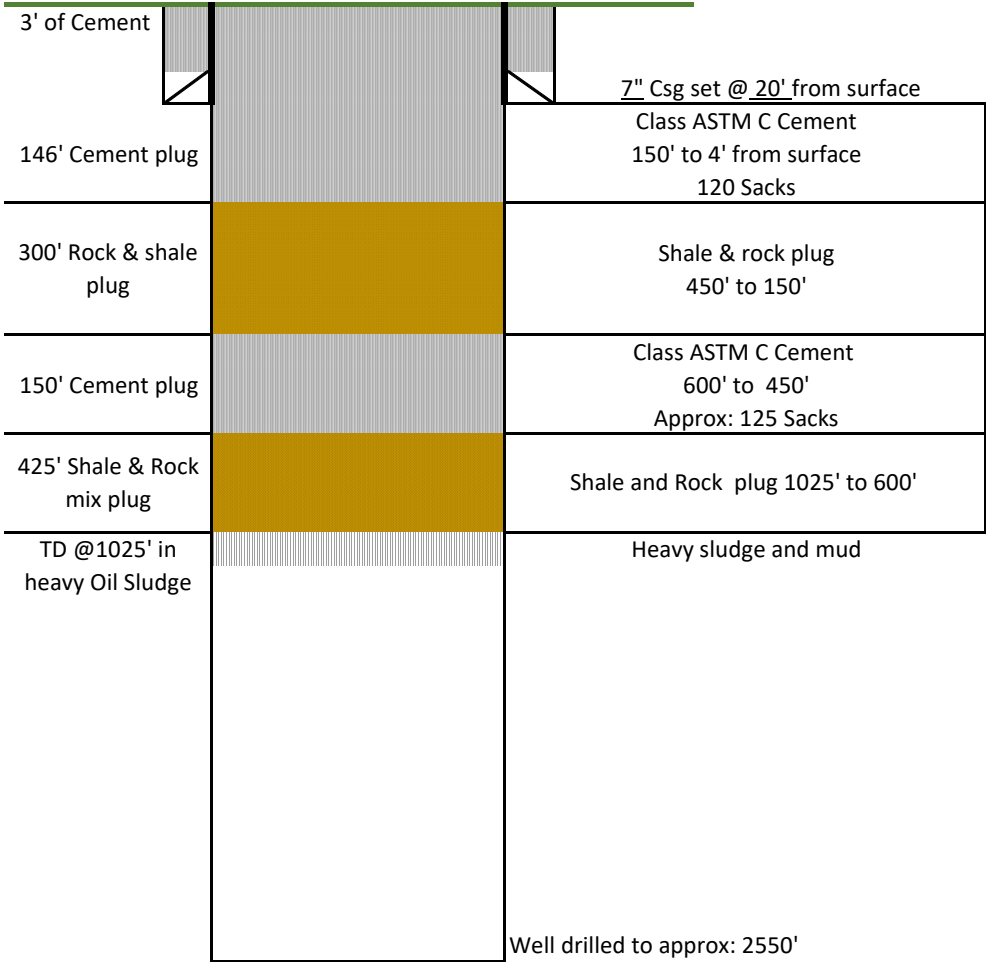 3' of Cement
7" Csg set @ 20' from surface
146' Cement plug
Class ASTM C Cement
150' to 4' from surface
120 Sacks
300' Rock & shale
plug
Shale & rock plug
450' to 150'
150' Cement plug
Class ASTM C Cement
600' to 450'
Approx: 125 Sacks
425' Shale & Rock
mix plug
Shale and Rock plug 1025' to 600'
TD @1025' in
heavy Oil Sludge
Heavy sludge and mud
Well drilled to approx: 2550'